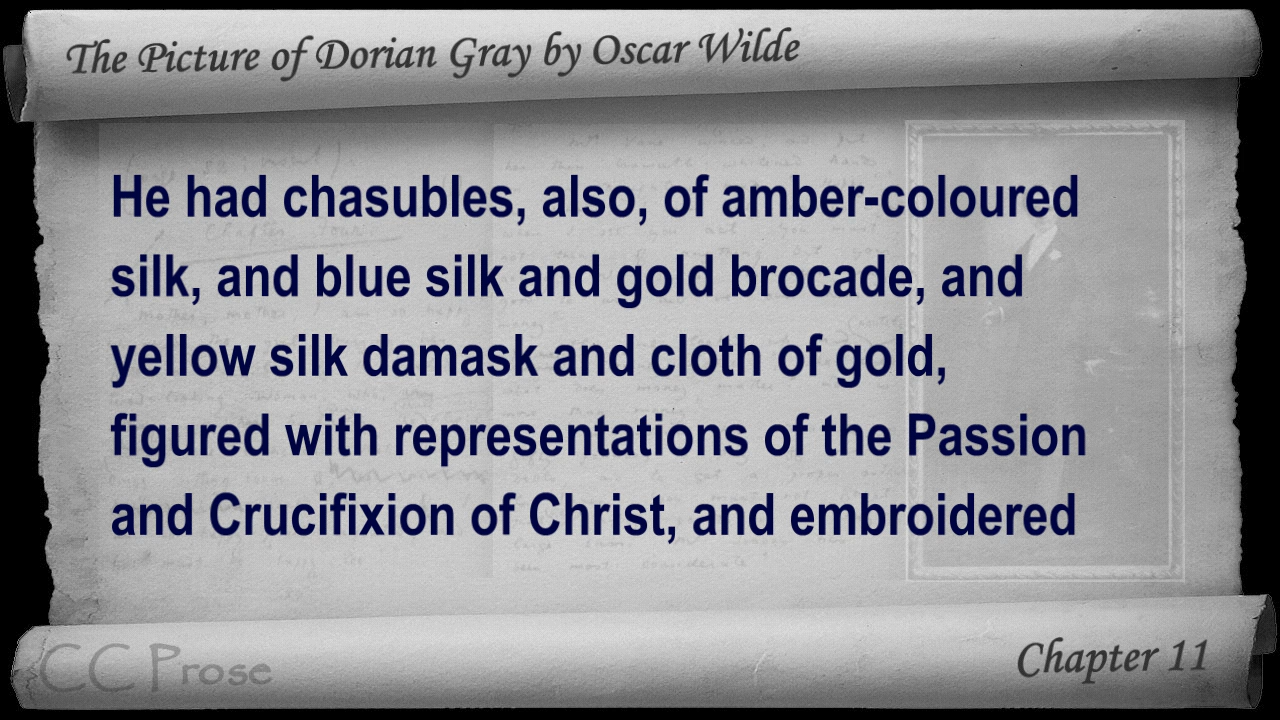 The Picture of Dorian Gray by Oscar Wilde
He had chasubles, also, of amber-coloured
silk, and blue silk and gold brocade, and
yellow silk damask and cloth of gold,
figured with representations of the Passion
and Crucifixion of Christ, and embroidered
CC Prose
Chapter 11